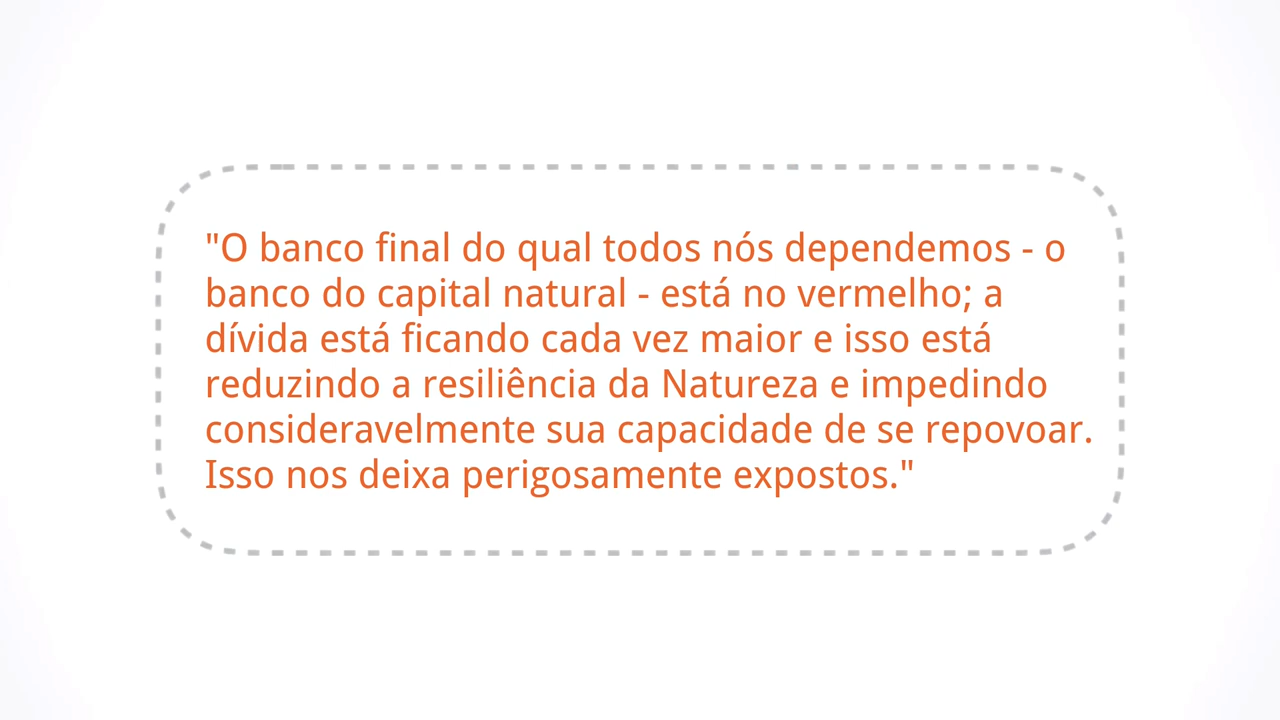 "O banco final do qual todos nós dependemos - o
banco do capital natural - está no vermelho; a
dívida está ficando cada vez maior e isso está
reduzindo a resiliência da Natureza e impedindo
consideravelmente sua capacidade de se repovoar.
Isso nos deixa perigosamente expostos."